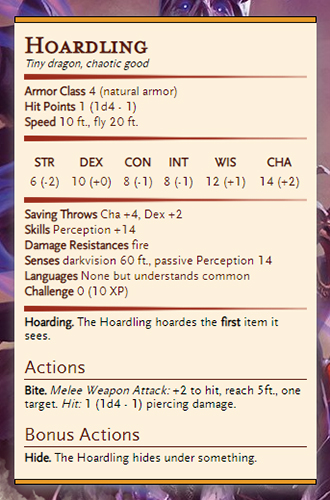 Hoardling
Tiny dragon, chaotic good
Armor Class 4 (natural armor)
Hit Points 1 (1d4 - 1)
Speed 10 ft., fly 20 ft.
STR DEX CON INT WIS CHA
6 (-2) 10 (+0) 8 (-1) 8 (-1) 12 (+1) 14 (+2)
Saving Throws Cha +4, Dex +2
Skills Perception +14
Damage Resistances fire
Senses darkvision 60 ft., passive Perception 14
Languages None but understands common
Challenge 0 (10 XP)
Hoarding. The Hoardling hoardes the first item it
sees.
Actions
Bite. Melee Weapon Attack: +2 to hit, reach 5ft., one
target. Hit: 1 (1d4 - 1) piercing damage.
Bonus Actions
Hide. The Hoardling hides under something.